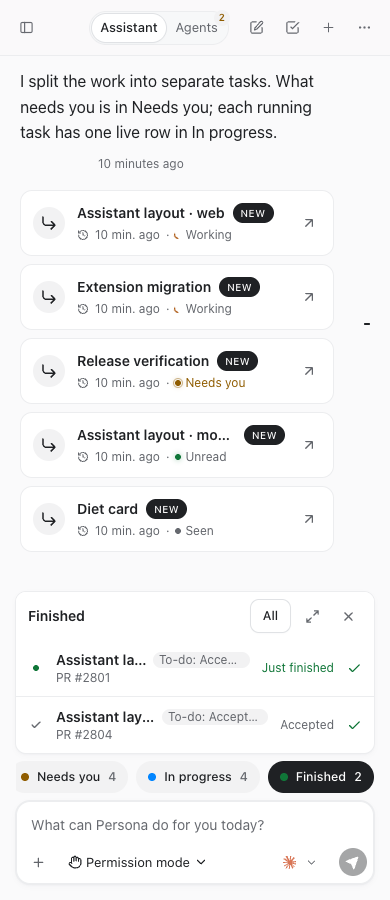 Assistant
Agents
2
I split the work into separate tasks. What
needs you is in Needs you; each running
task has one live row in In progress.
10 minutes ago
Assistant layout · web NEW
10 min. ago · Working
Extension migration NEW
10 min. ago · Working
Release verification NEW
10 min. ago · Needs you
Assistant layout · mo... NEW
10 min. ago · Unread
Diet card NEW
10 min. ago · Seen
Finished All
Assistant la... To-do: Acce... Just finished
PR #2801
Assistant lay... To-do: Accept... Accepted
PR #2804
Needs you 4 In progress 4 Finished 2
What can Persona do for you today?
Permission mode